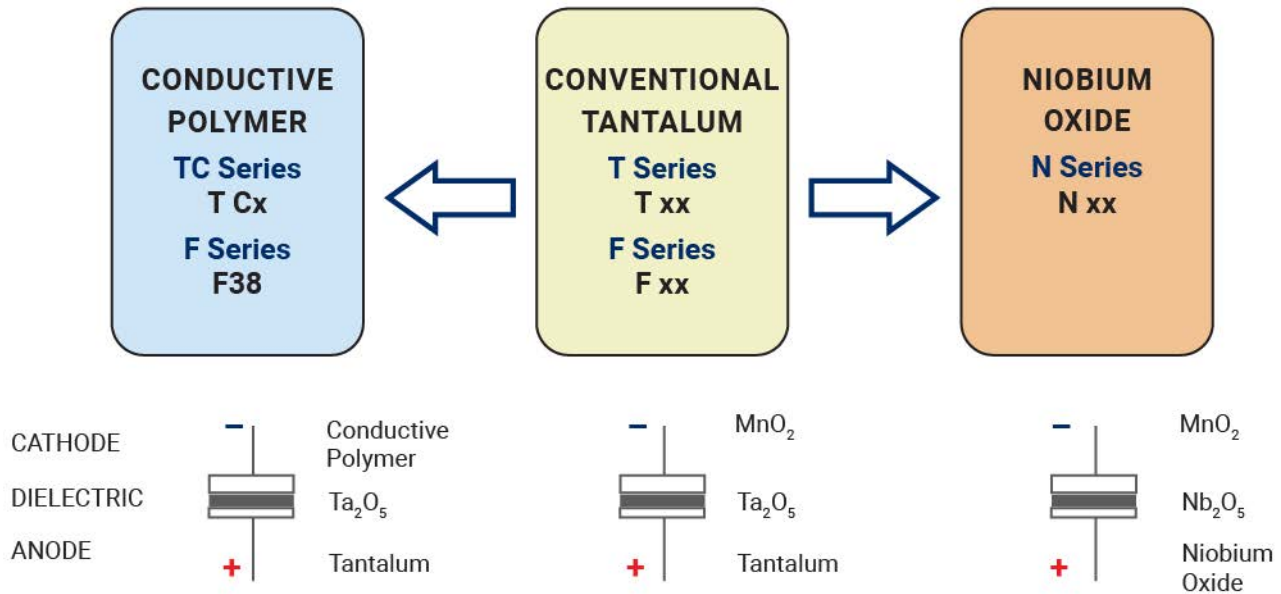 CONDUCTIVE
POLYMER
TC Series
T Cx
F Series
F38
CONVENTIONAL
TANTALUM
T Series
T xx
F Series
F xx
NIOBIUM
OXIDE
N Series
N xx
CATHODE
DIELECTRIC
ANODE
−
Conductive
Polymer
Ta₂O₅
+
Tantalum
−
MnO₂
Ta₂O₅
+
Tantalum
−
MnO₂
Nb₂O₅
+
Niobium
Oxide